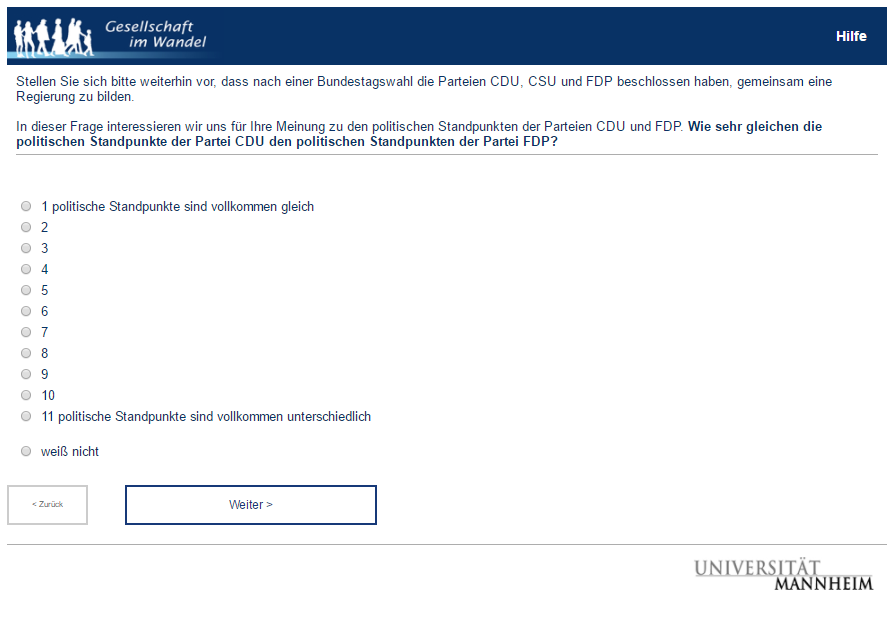 Gesellschaft
im Wandel
Hilfe
Stellen Sie sich bitte weiterhin vor, dass nach einer Bundestagswahl die Parteien CDU, CSU und FDP beschlossen haben, gemeinsam eine
Regierung zu bilden.
In dieser Frage interessieren wir uns für Ihre Meinung zu den politischen Standpunkten der Parteien CDU und FDP. Wie sehr gleichen die
politischen Standpunkte der Partei CDU den politischen Standpunkten der Partei FDP?
1 politische Standpunkte sind vollkommen gleich
2
3
4
5
6
7
8
9
10
11 politische Standpunkte sind vollkommen unterschiedlich
weiß nicht
< Zurück
Weiter >
UNIVERSITÄT
MANNHEIM